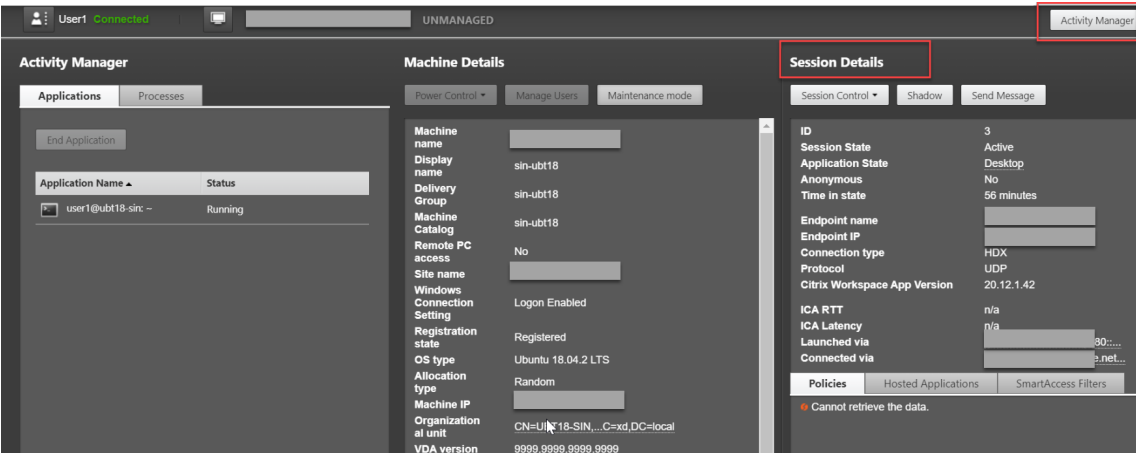 User1 Connected
UNMANAGED
Activity Manager
Activity Manager
Applications
Processes
End Application
Application Name
Status
user1@ubt18-sin: ~
Running
Machine Details
Power Control
Manage Users
Maintenance mode
Machine
name
Display
name
sin-ubt18
Delivery
Group
sin-ubt18
Machine
Catalog
sin-ubt18
Remote PC
access
No
Site name
Windows
Connection
Setting
Logon Enabled
Registration
state
Registered
OS type
Ubuntu 18.04.2 LTS
Allocation
type
Random
Machine IP
Organization
al unit
CN=UBT18-SIN,...C=xd,DC=local
VDA version
9999.9999.9999.9999
Session Details
Session Control
Shadow
Send Message
ID
3
Session State
Active
Application State
Desktop
Anonymous
No
Time in state
56 minutes
Endpoint name
Endpoint IP
Connection type
HDX
Protocol
UDP
Citrix Workspace App Version
20.12.1.42
ICA RTT
n/a
ICA Latency
n/a
Launched via
80::...
Connected via
e.net...
Policies
Hosted Applications
SmartAccess Filters
Cannot retrieve the data.